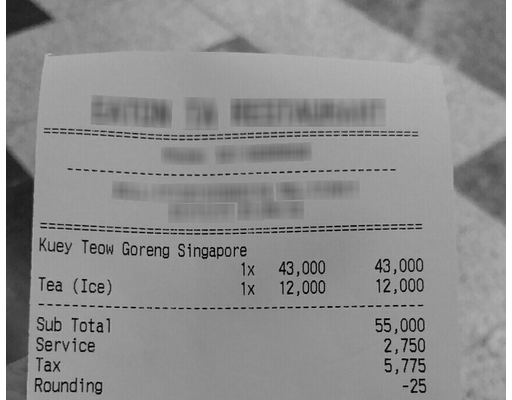 Kuey Teow Goreng Singapore
1x 43,000 43,000
Tea (Ice) 1x 12,000 12,000
Sub Total 55,000
Service 2,750
Tax 5,775
Rounding -25